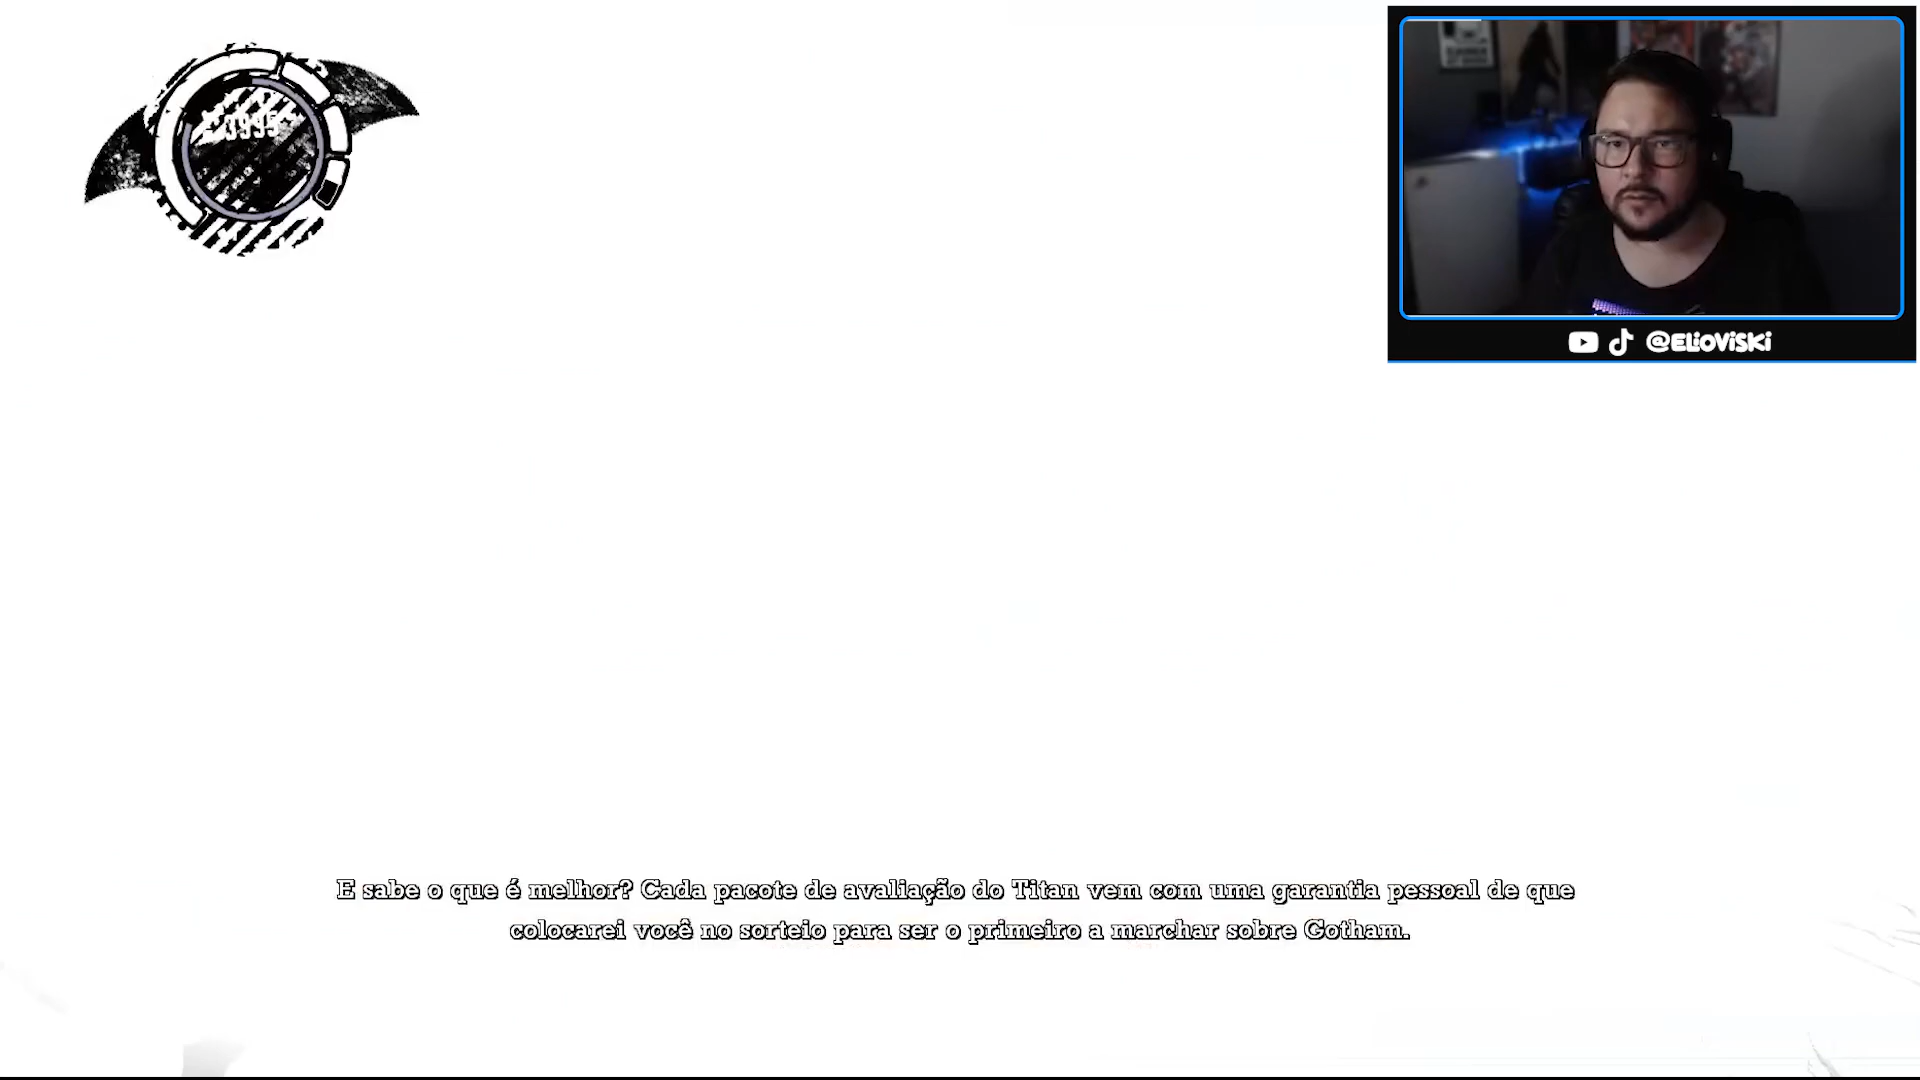 @ELiOViSKi
E sabe o que é melhor? Cada pacote de avaliação do Titan vem com uma garantia pessoal de que
colocarei você no sorteio para ser o primeiro a marchar sobre Gotham.